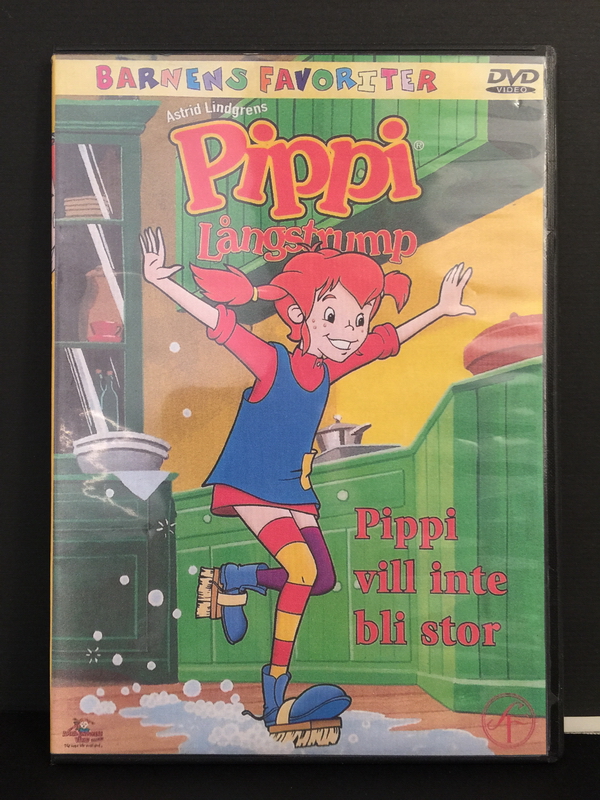 BARNENS FAVORITER
DVD
VIDEO
Astrid Lindgrens
Pippi®
Långstrump
Pippi
vill inte
bli stor